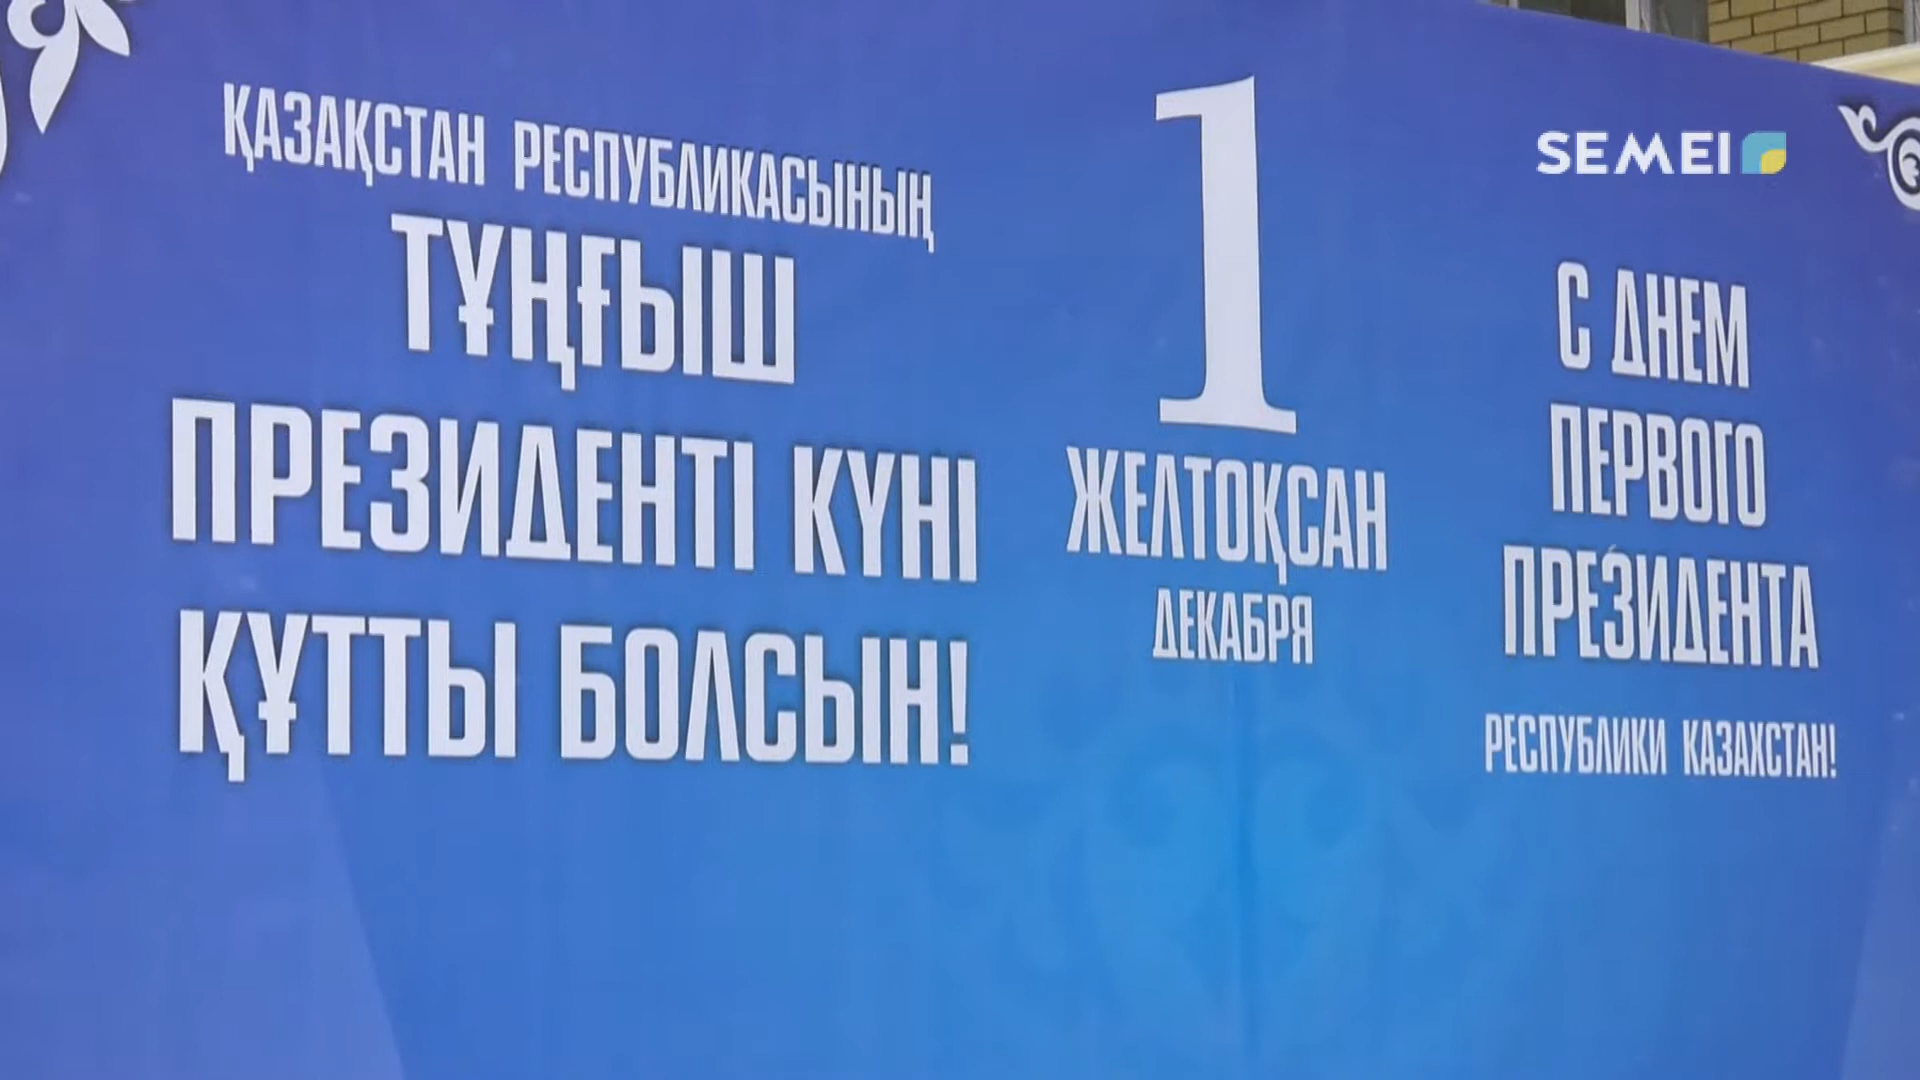 ҚАЗАҚСТАН РЕСПУБЛИКАСЫНЫҢ
ТҰҢҒЫШ
ПРЕЗИДЕНТІ КҮНІ
ҚҰТТЫ БОЛСЫН!
1
ЖЕЛТОҚСАН
ДЕКАБРЯ
С ДНЕМ
ПЕРВОГО
ПРЕЗИДЕНТА
РЕСПУБЛИКИ КАЗАХСТАН!
SEMEI